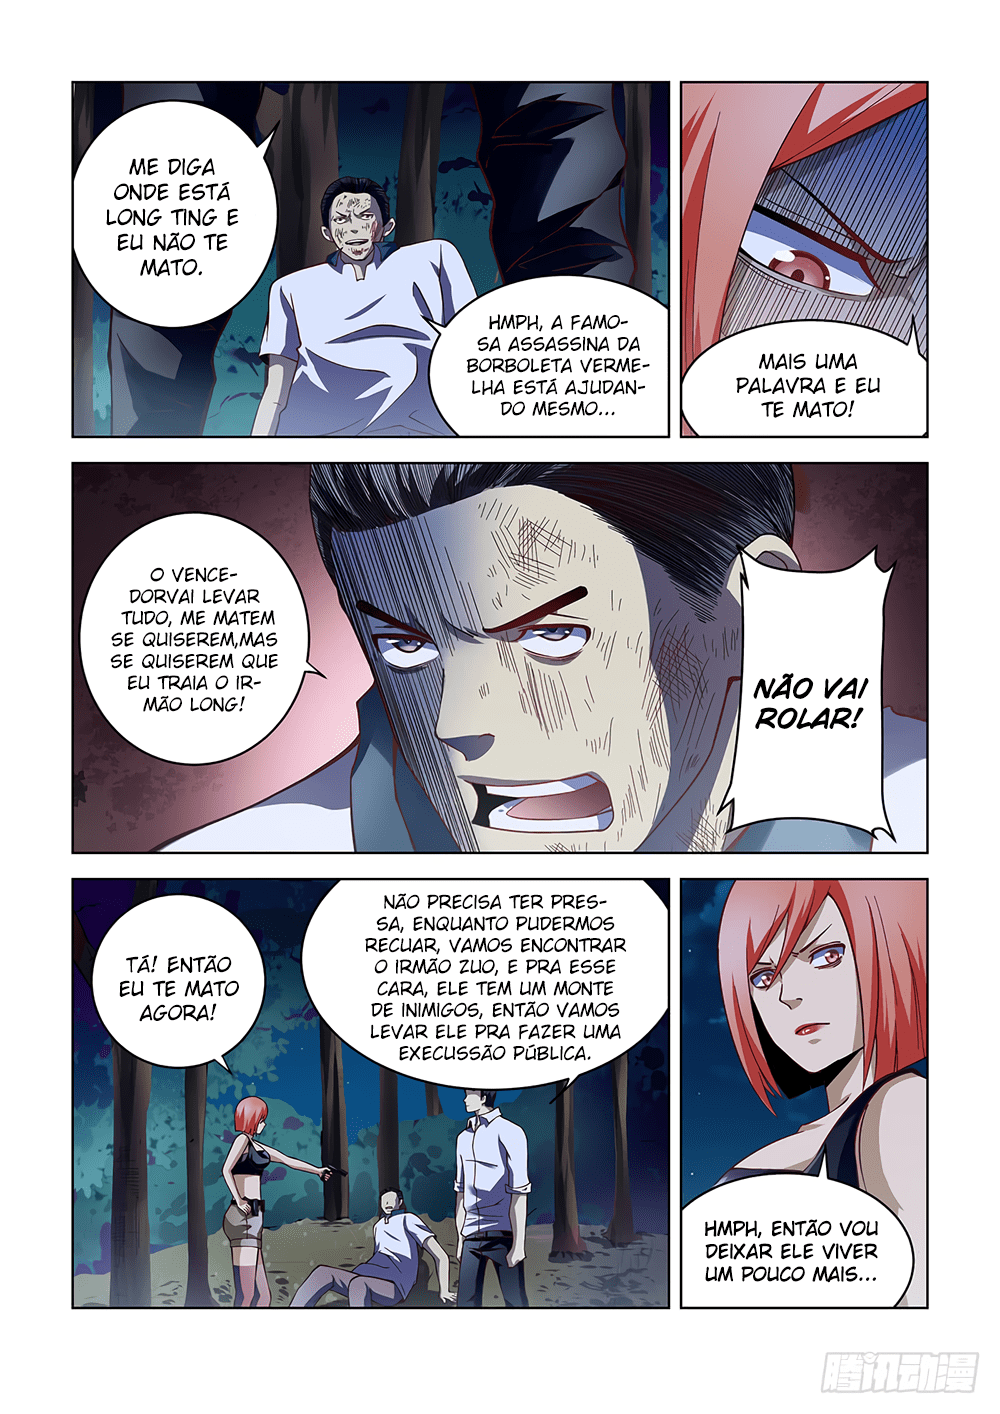 ME DIGA
ONDE ESTÁ
LONG TING E
EU NÃO TE
MATO.
HMPH, A FAMO-
SA ASSASSINA DA
BORBOLETA VERME-
LHA ESTÁ AJUDAN-
DO MESMO...
MAIS UMA
PALAVRA E EU
TE MATO!
O VENCE-
DORVAI LEVAR
TUDO, ME MATEM
SE QUISEREM,MAS
SE QUISEREM QUE
EU TRAIA O IR-
MÃO LONG!
NÃO VAI
ROLAR!
TÁ! ENTÃO
EU TE MATO
AGORA!
NÃO PRECISA TER PRES-
SA, ENQUANTO PUDERMOS
RECUAR, VAMOS ENCONTRAR
O IRMÃO ZUO, E PRA ESSE
CARA, ELE TEM UM MONTE
DE INIMIGOS, ENTÃO VAMOS
LEVAR ELE PRA FAZER UMA
EXECUSSÃO PÚBLICA.
HMPH, ENTÃO VOU
DEIXAR ELE VIVER
UM POUCO MAIS...
腾讯动漫